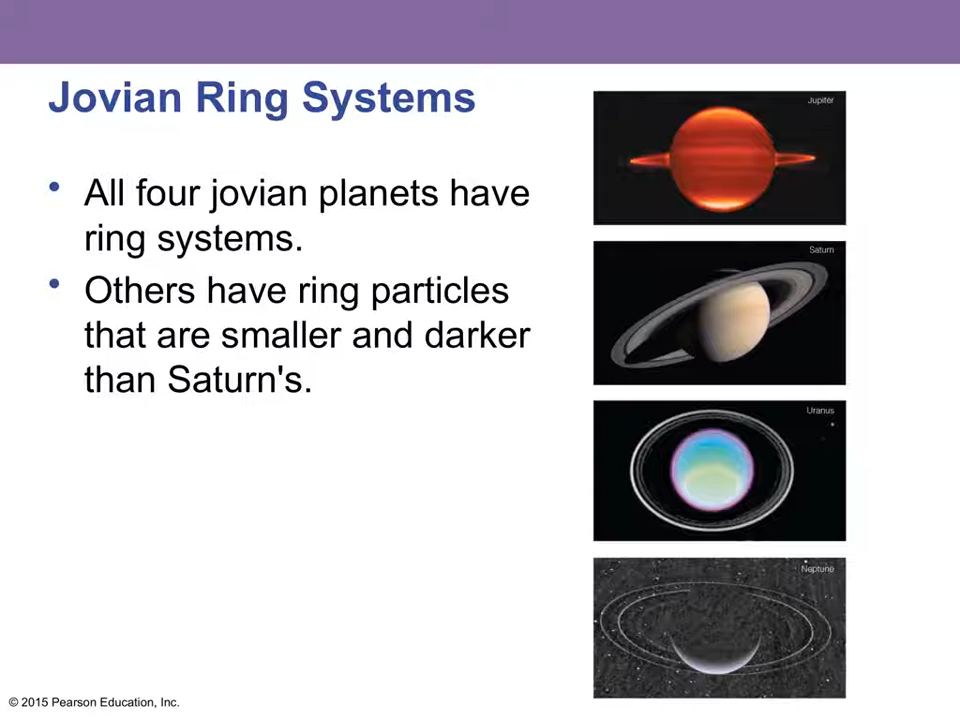 Jovian Ring Systems
• All four jovian planets have
ring systems.
• Others have ring particles
that are smaller and darker
than Saturn's.
Jupiter
Saturn
Uranus
Neptune
© 2015 Pearson Education, Inc.